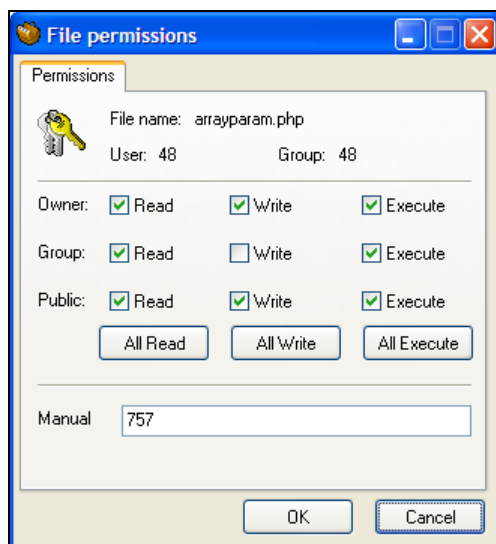 File permissions
Permissions
File name: arrayparam.php
User: 48 Group: 48
Owner: Read Write Execute
Group: Read Write Execute
Public: Read Write Execute
All Read All Write All Execute
Manual 757
OK Cancel